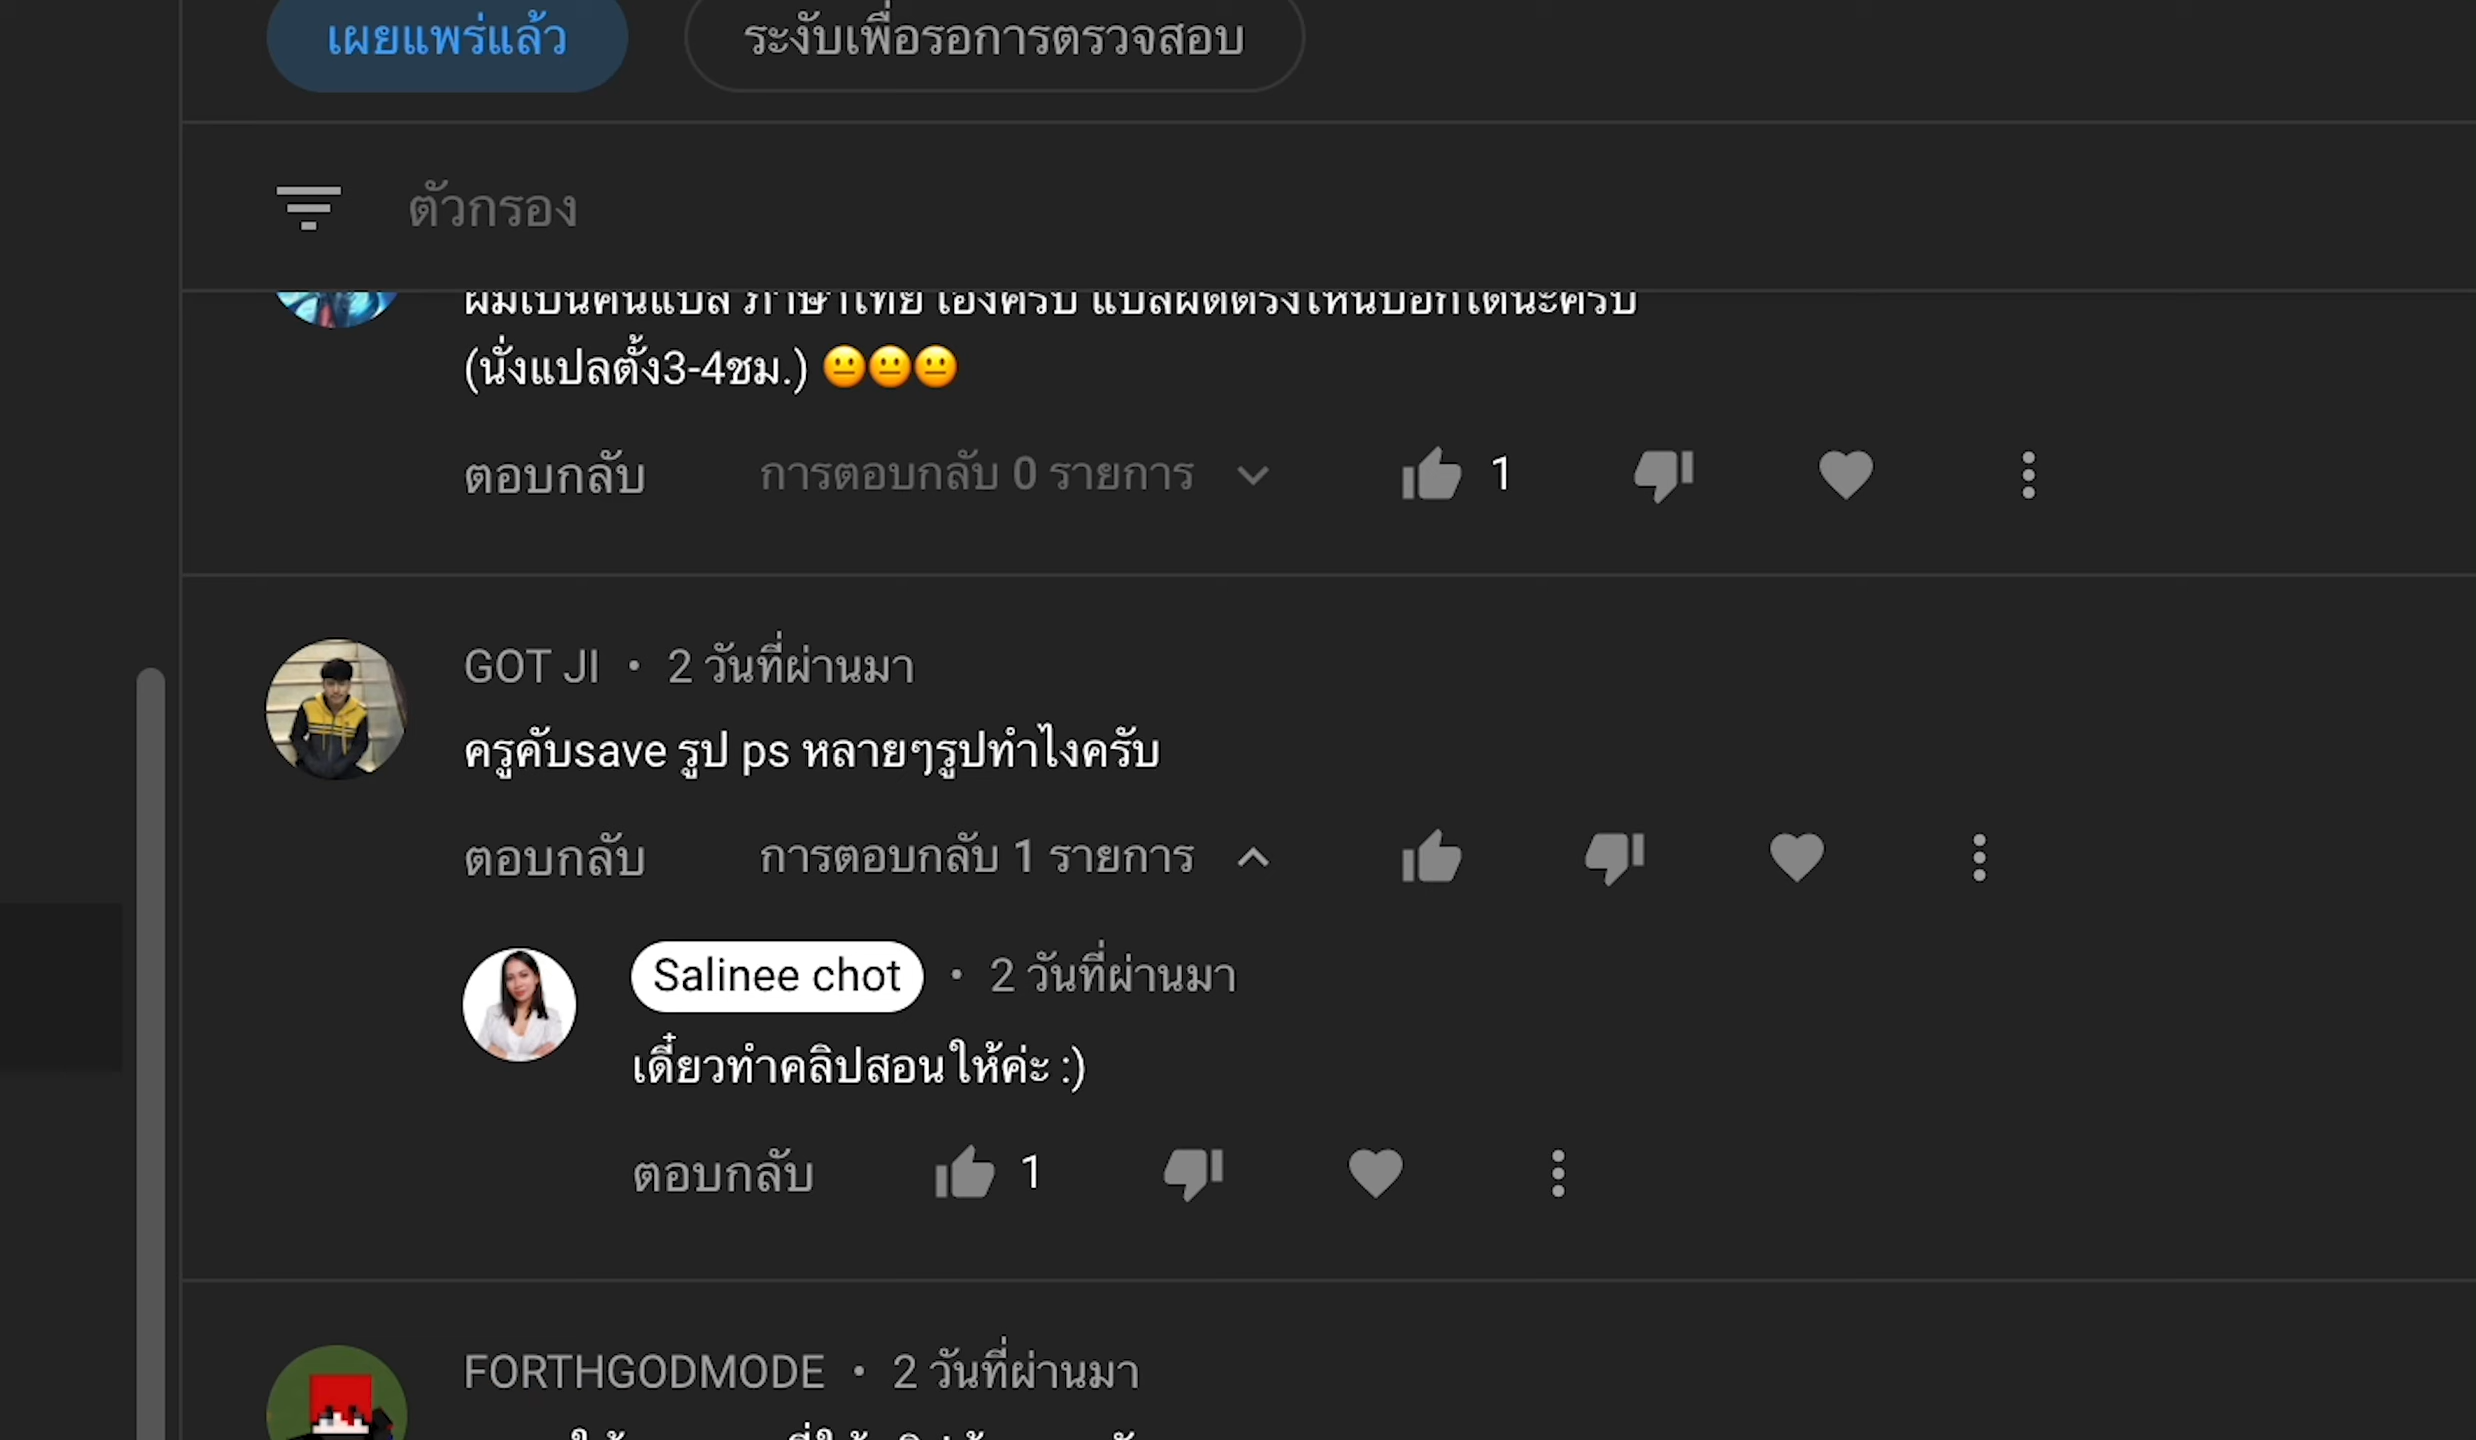 เผยแพร่แล้ว ระงับเพื่อรอการตรวจสอบ
ตัวกรอง
ผมเป็นคนแปล ภาษาไทย เองครับ แปลผิดตรงไหนบอกได้นะครับ
(นั่งแปลตั้ง3-4ชม.) 😐😐😐
ตอบกลับ การตอบกลับ 0 รายการ 1
GOT JI • 2 วันที่ผ่านมา
ครูคับsave รูป ps หลายๆรูปทำไงครับ
ตอบกลับ การตอบกลับ 1 รายการ
Salinee chot • 2 วันที่ผ่านมา
เดี๋ยวทำคลิปสอนให้ค่ะ :)
ตอบกลับ 1
FORTHGODMODE • 2 วันที่ผ่านมา